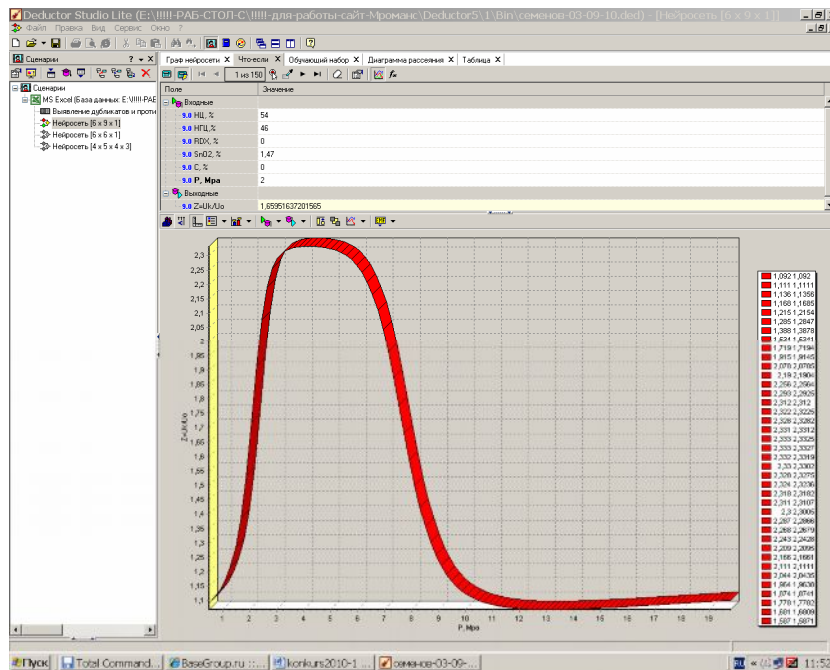 Deductor Studio Lite (E:\!!!!!-РАБ-СТОЛ-С\!!!!!-для-работы-сайт-Мроманс\Deductor5\1\Bin\семенов-03-09-10.ded) - [Нейросеть [6 x 9 x 1]]
Файл Правка Вид Сервис Окно ?
Сценарии
Граф нейросети X Что-если X Обучающий набор X Диаграмма рассеяния X Таблица X
1 из 150
Сценарии
MS Excel (База данных: E:\!!!!!-РАБ
Выявление дубликатов и проти
Нейросеть [6 x 9 x 1]
Нейросеть [6 x 6 x 1]
Нейросеть [4 x 5 x 4 x 3]
Поле Значение
Входные
9.0 НЦ, % 54
9.0 НГЦ, % 46
9.0 RDX, % 0
9.0 SnO2, % 1,47
9.0 C, % 0
9.0 P, Mpa 2
Выходные
9.0 Z=Uk/Uo 1,65951637201565
2,3
2,25
2,2
2,15
2,1
2,05
2
1,95
1,9
1,85
1,8
1,75
1,7
1,65
1,6
1,55
1,5
1,45
1,4
1,35
1,3
1,25
1,2
1,15
1,1
Z=Uk/Uo
1 2 3 4 5 6 7 8 9 10 11 12 13 14 15 16 17 18 19
P, Mpa
1,092 1,092
1,111 1,1111
1,136 1,1356
1,168 1,1685
1,215 1,2154
1,285 1,2847
1,388 1,3878
1,719 1,7194
1,915 1,9145
2,078 2,0785
2,19 2,1904
2,256 2,2564
2,293 2,2925
2,312 2,312
2,322 2,3225
2,328 2,3282
2,331 2,3312
2,333 2,3325
2,333 2,3327
2,332 2,3319
2,33 2,3302
2,328 2,3275
2,324 2,3236
2,318 2,3182
2,311 2,3107
2,3 2,3005
2,287 2,2866
2,268 2,2679
2,243 2,2428
2,209 2,2095
2,166 2,1661
2,111 2,1111
2,044 2,0435
1,964 1,9638
1,874 1,8741
1,778 1,7782
1,681 1,6809
1,587 1,5871
Пуск Total Command... BaseGroup.ru ::... konkurs2010-1 ... семенов-03-09-... RU 11:52